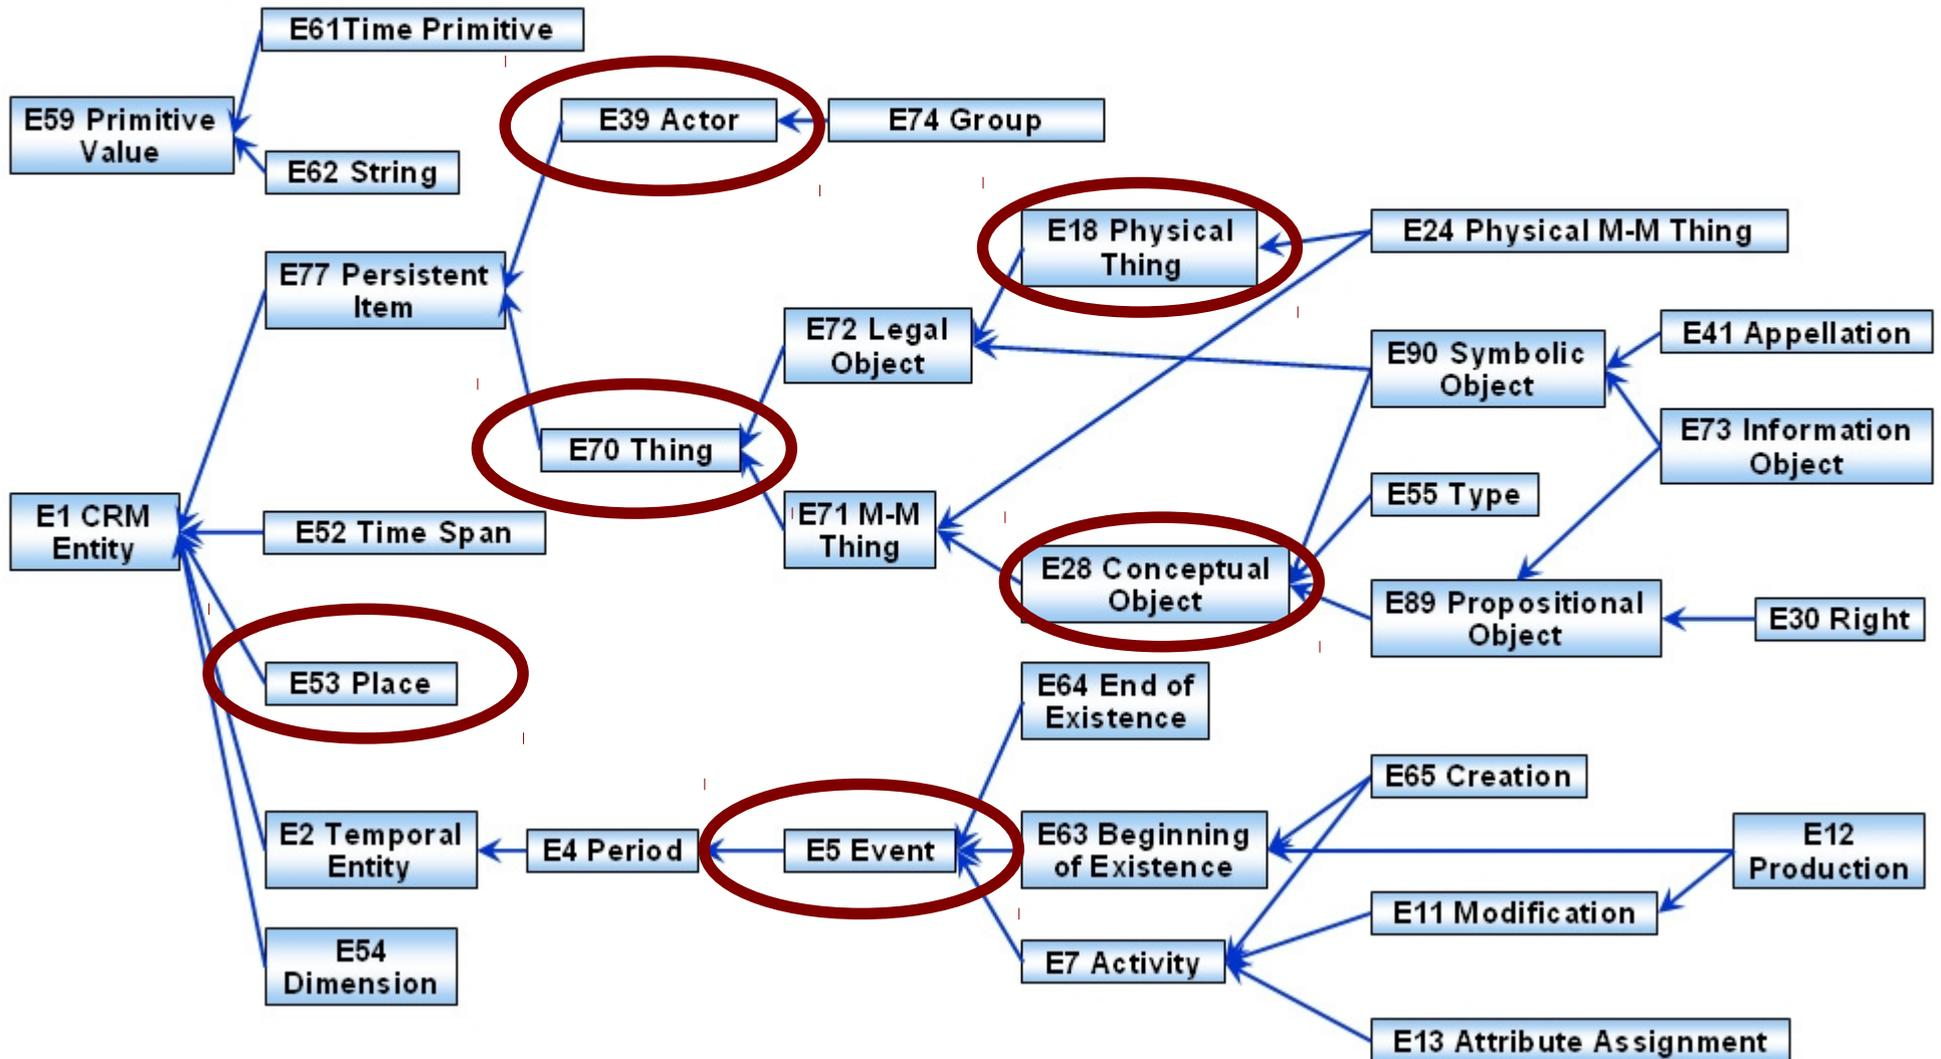 E61Time Primitive
E59 Primitive
Value
E62 String
E39 Actor
E74 Group
E18 Physical
Thing
E24 Physical M-M Thing
E77 Persistent
Item
E72 Legal
Object
E90 Symbolic
Object
E41 Appellation
E73 Information
Object
E70 Thing
E1 CRM
Entity
E52 Time Span
E71 M-M
Thing
E55 Type
E28 Conceptual
Object
E89 Propositional
Object
E30 Right
E53 Place
E64 End of
Existence
E65 Creation
E2 Temporal
Entity
E4 Period
E5 Event
E63 Beginning
of Existence
E12
Production
E11 Modification
E54
Dimension
E7 Activity
E13 Attribute Assignment